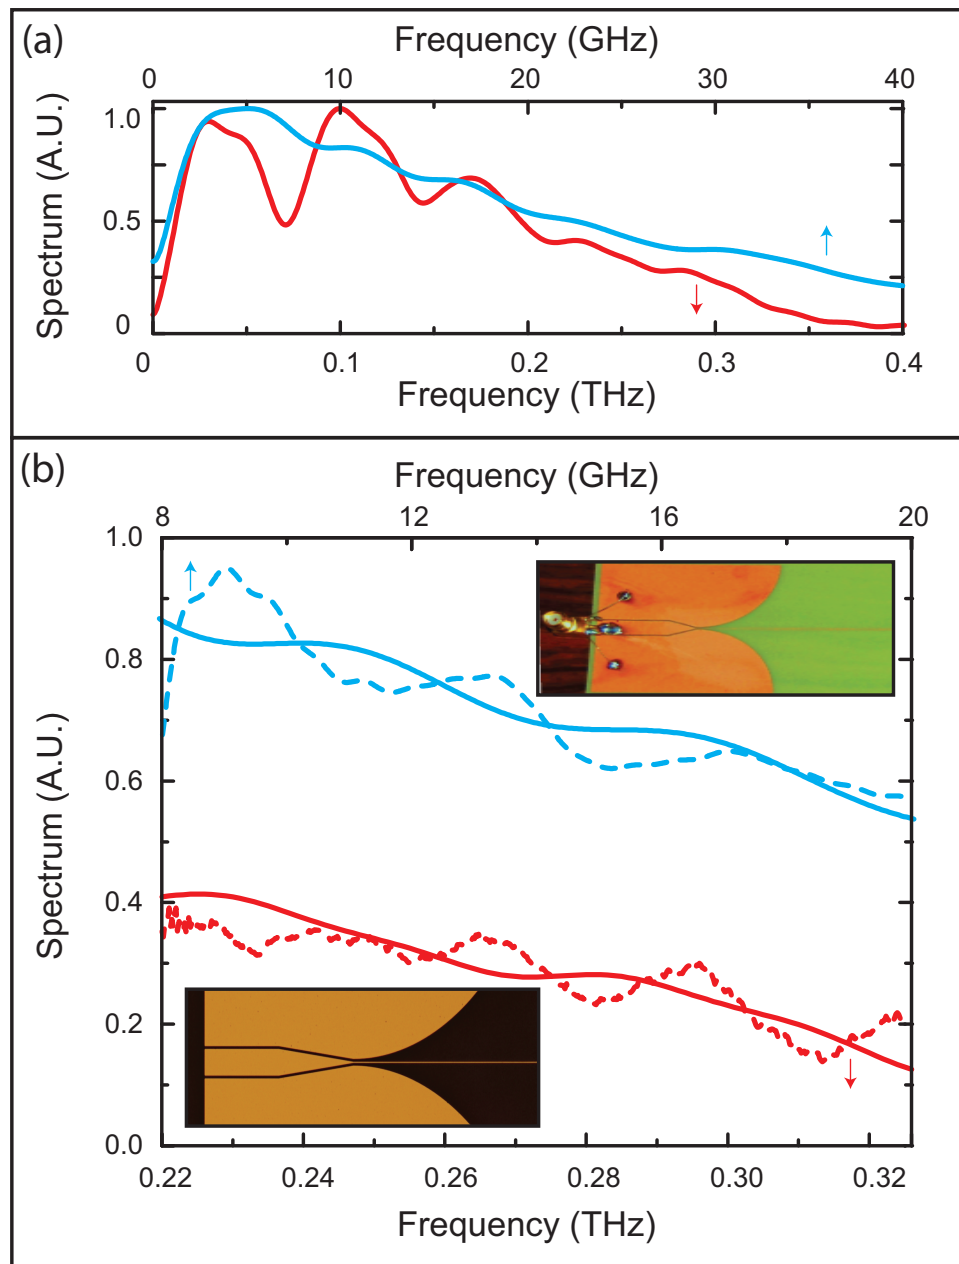 (a)
Frequency (GHz)
0 10 20 30 40
1.0
0.5
0
Spectrum (A.U.)
0 0.1 0.2 0.3 0.4
Frequency (THz)
(b)
Frequency (GHz)
8 12 16 20
1.0
0.8
0.6
0.4
0.2
0.0
Spectrum (A.U.)
0.22 0.24 0.26 0.28 0.30 0.32
Frequency (THz)